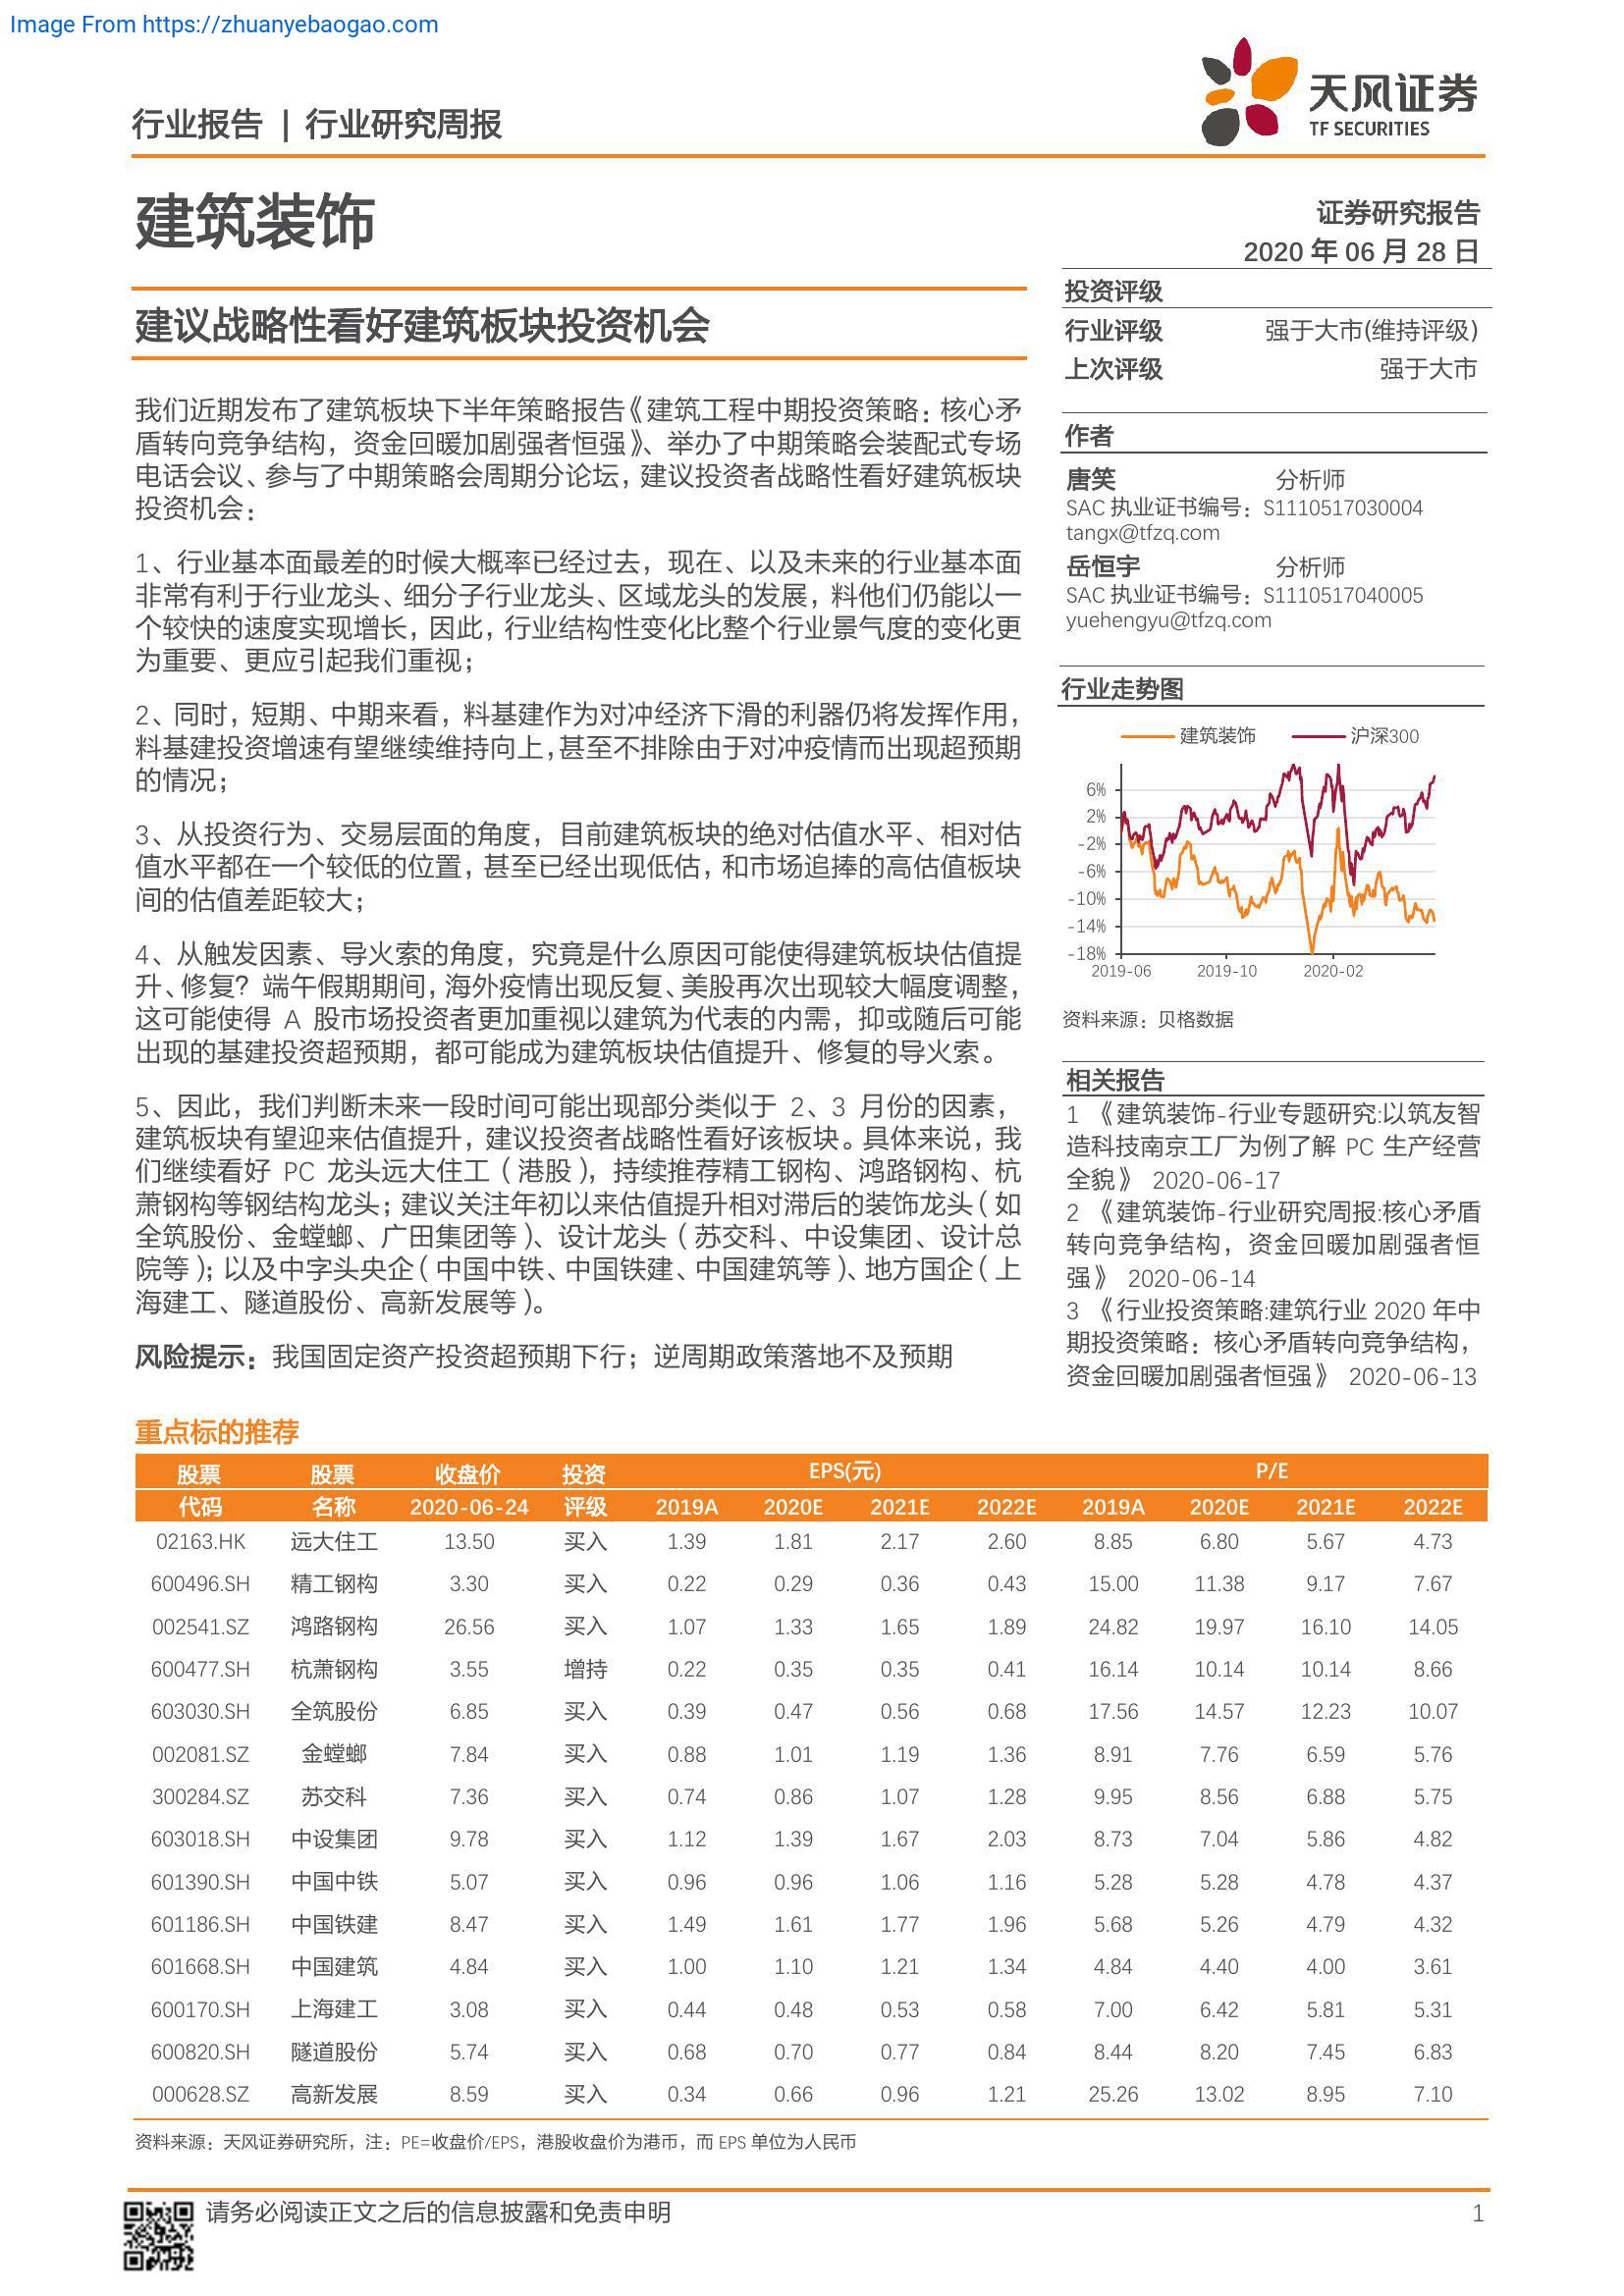 Image From https://zhuanyebaogao.com
天风证券
TF SECURITIES
行业报告 | 行业研究周报
建筑装饰
证券研究报告
2020 年 06 月 28 日
建议战略性看好建筑板块投资机会
我们近期发布了建筑板块下半年策略报告《建筑工程中期投资策略：核心矛
盾转向竞争结构，资金回暖加剧强者恒强》、举办了中期策略会装配式专场
电话会议、参与了中期策略会周期分论坛，建议投资者战略性看好建筑板块
投资机会：
1、行业基本面最差的时候大概率已经过去，现在、以及未来的行业基本面
非常有利于行业龙头、细分子行业龙头、区域龙头的发展，料他们仍能以一
个较快的速度实现增长，因此，行业结构性变化比整个行业景气度的变化更
为重要、更应引起我们重视；
2、同时，短期、中期来看，料基建作为对冲经济下滑的利器仍将发挥作用，
料基建投资增速有望继续维持向上，甚至不排除由于对冲疫情而出现超预期
的情况；
3、从投资行为、交易层面的角度，目前建筑板块的绝对估值水平、相对估
值水平都在一个较低的位置，甚至已经出现低估，和市场追捧的高估值板块
间的估值差距较大；
4、从触发因素、导火索的角度，究竟是什么原因可能使得建筑板块估值提
升、修复？端午假期期间，海外疫情出现反复、美股再次出现较大幅度调整，
这可能使得 A 股市场投资者更加重视以建筑为代表的内需，抑或随后可能
出现的基建投资超预期，都可能成为建筑板块估值提升、修复的导火索。
5、因此，我们判断未来一段时间可能出现部分类似于 2、3 月份的因素，
建筑板块有望迎来估值提升，建议投资者战略性看好该板块。具体来说，我
们继续看好 PC 龙头远大住工（港股），持续推荐精工钢构、鸿路钢构、杭
萧钢构等钢结构龙头；建议关注年初以来估值提升相对滞后的装饰龙头（如
全筑股份、金螳螂、广田集团等）、设计龙头（苏交科、中设集团、设计总
院等）；以及中字头央企（中国中铁、中国铁建、中国建筑等）、地方国企（上
海建工、隧道股份、高新发展等）。
风险提示：我国固定资产投资超预期下行；逆周期政策落地不及预期
投资评级
行业评级 强于大市(维持评级)
上次评级 强于大市
作者
唐笑 分析师
SAC 执业证书编号：S1110517030004
tangx@tfzq.com
岳恒宇 分析师
SAC 执业证书编号：S1110517040005
yuehengyu@tfzq.com
行业走势图
建筑装饰 沪深300
6%
2%
-2%
-6%
-10%
-14%
-18%
2019-06 2019-10 2020-02
资料来源：贝格数据
相关报告
1 《建筑装饰-行业专题研究:以筑友智
造科技南京工厂为例了解 PC 生产经营
全貌》 2020-06-17
2 《建筑装饰-行业研究周报:核心矛盾
转向竞争结构，资金回暖加剧强者恒
强》 2020-06-14
3 《行业投资策略:建筑行业 2020 年中
期投资策略：核心矛盾转向竞争结构，
资金回暖加剧强者恒强》 2020-06-13
重点标的推荐
股票 股票 收盘价 投资 EPS(元) P/E
代码 名称 2020-06-24 评级 2019A 2020E 2021E 2022E 2019A 2020E 2021E 2022E
02163.HK 远大住工 13.50 买入 1.39 1.81 2.17 2.60 8.85 6.80 5.67 4.73
600496.SH 精工钢构 3.30 买入 0.22 0.29 0.36 0.43 15.00 11.38 9.17 7.67
002541.SZ 鸿路钢构 26.56 买入 1.07 1.33 1.65 1.89 24.82 19.97 16.10 14.05
600477.SH 杭萧钢构 3.55 增持 0.22 0.35 0.35 0.41 16.14 10.14 10.14 8.66
603030.SH 全筑股份 6.85 买入 0.39 0.47 0.56 0.68 17.56 14.57 12.23 10.07
002081.SZ 金螳螂 7.84 买入 0.88 1.01 1.19 1.36 8.91 7.76 6.59 5.76
300284.SZ 苏交科 7.36 买入 0.74 0.86 1.07 1.28 9.95 8.56 6.88 5.75
603018.SH 中设集团 9.78 买入 1.12 1.39 1.67 2.03 8.73 7.04 5.86 4.82
601390.SH 中国中铁 5.07 买入 0.96 0.96 1.06 1.16 5.28 5.28 4.78 4.37
601186.SH 中国铁建 8.47 买入 1.49 1.61 1.77 1.96 5.68 5.26 4.79 4.32
601668.SH 中国建筑 4.84 买入 1.00 1.10 1.21 1.34 4.84 4.40 4.00 3.61
600170.SH 上海建工 3.08 买入 0.44 0.48 0.53 0.58 7.00 6.42 5.81 5.31
600820.SH 隧道股份 5.74 买入 0.68 0.70 0.77 0.84 8.44 8.20 7.45 6.83
000628.SZ 高新发展 8.59 买入 0.34 0.66 0.96 1.21 25.26 13.02 8.95 7.10
资料来源：天风证券研究所，注：PE=收盘价/EPS，港股收盘价为港币，而 EPS 单位为人民币
请务必阅读正文之后的信息披露和免责申明 1